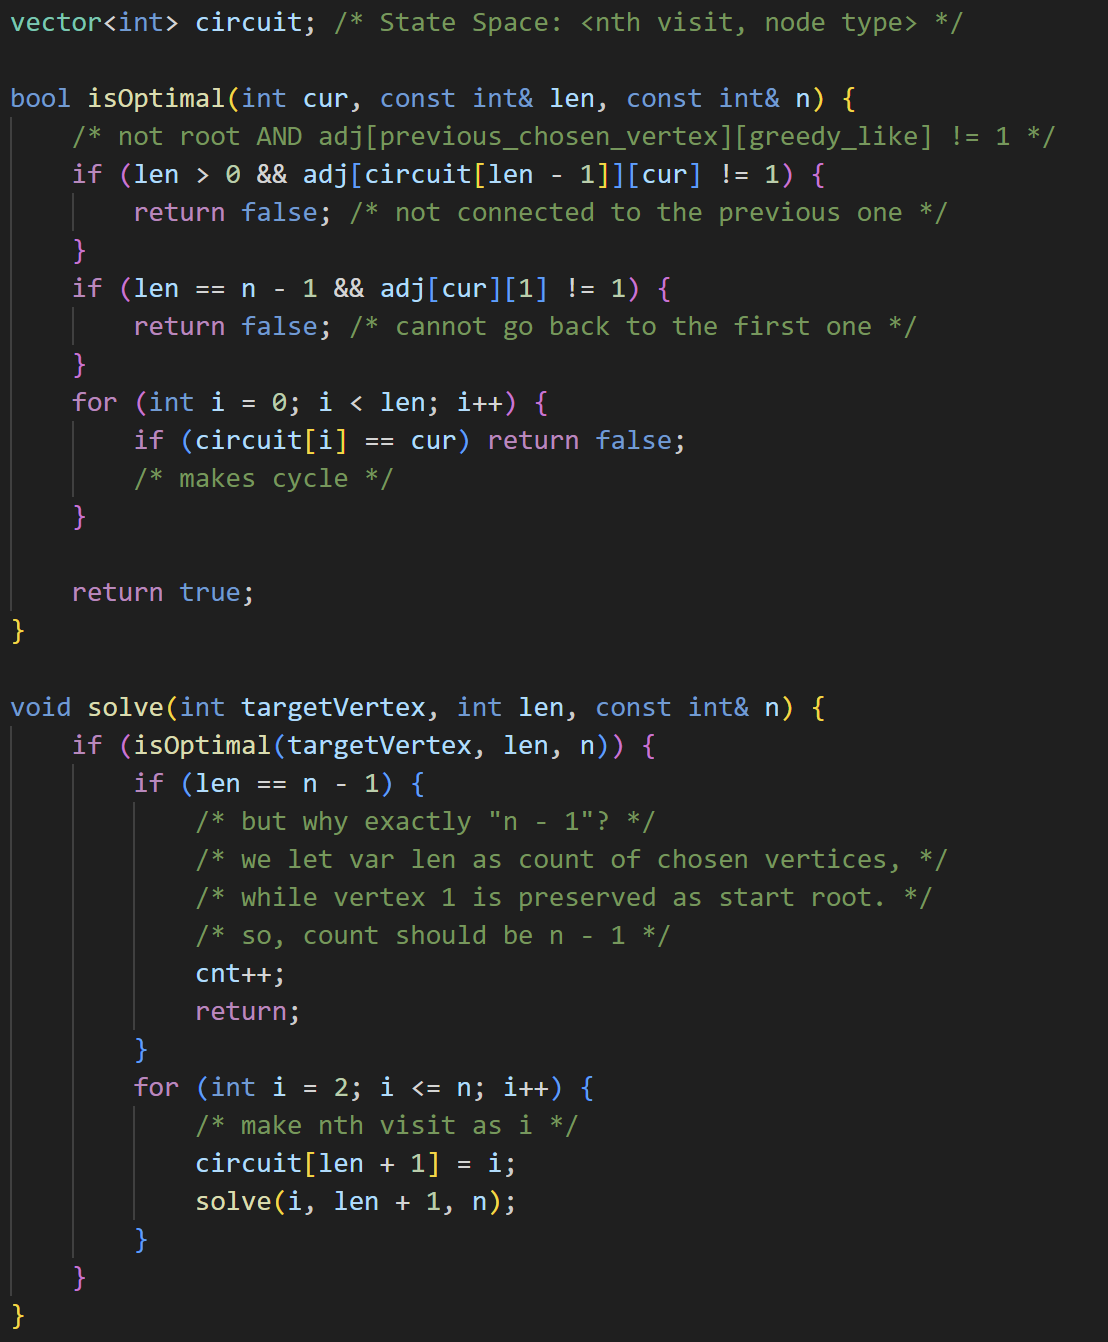 vector<int> circuit; /* State Space: <nth visit, node type> */

bool isOptimal(int cur, const int& len, const int& n) {
    /* not root AND adj[previous_chosen_vertex][greedy_like] != 1 */
    if (len > 0 && adj[circuit[len - 1]][cur] != 1) {
        return false; /* not connected to the previous one */
    }
    if (len == n - 1 && adj[cur][1] != 1) {
        return false; /* cannot go back to the first one */
    }
    for (int i = 0; i < len; i++) {
        if (circuit[i] == cur) return false;
        /* makes cycle */
    }

    return true;
}

void solve(int targetVertex, int len, const int& n) {
    if (isOptimal(targetVertex, len, n)) {
        if (len == n - 1) {
            /* but why exactly "n - 1"? */
            /* we let var len as count of chosen vertices, */
            /* while vertex 1 is preserved as start root. */
            /* so, count should be n - 1 */
            cnt++;
            return;
        }
        for (int i = 2; i <= n; i++) {
            /* make nth visit as i */
            circuit[len + 1] = i;
            solve(i, len + 1, n);
        }
    }
}